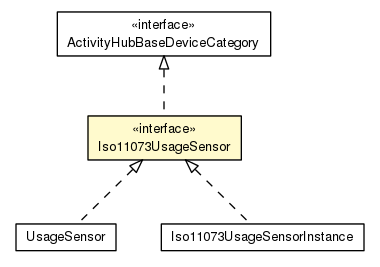 «interface»
ActivityHubBaseDeviceCategory
«interface»
Iso11073UsageSensor
UsageSensor
Iso11073UsageSensorInstance